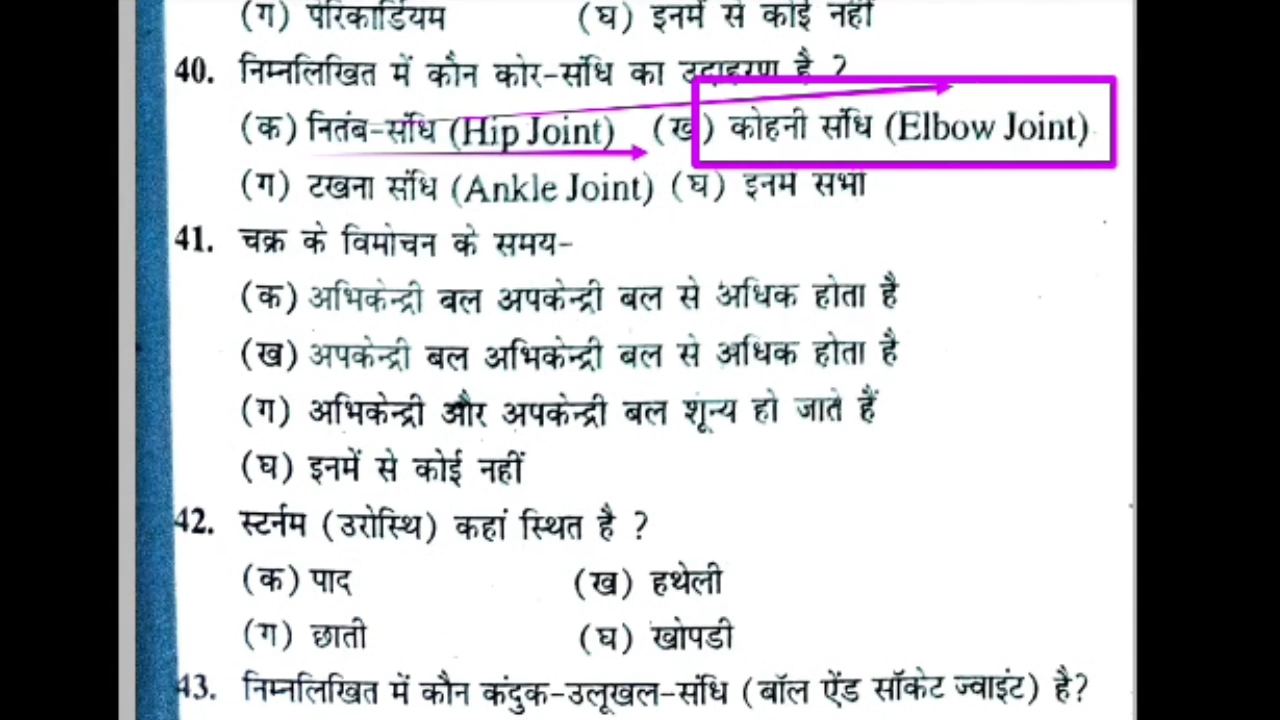 (ग) पेरिकार्डियम (घ) इनमें से कोई नहीं
40. निम्नलिखित में कौन कोर-संधि का उदाहरण है ?
(क) नितंब-संधि (Hip Joint) (ख) कोहनी संधि (Elbow Joint)
(ग) टखना संधि (Ankle Joint) (घ) इनमें सभी
41. चक्र के विमोचन के समय-
(क) अभिकेन्द्री बल अपकेन्द्री बल से अधिक होता है
(ख) अपकेन्द्री बल अभिकेन्द्री बल से अधिक होता है
(ग) अभिकेन्द्री और अपकेन्द्री बल शून्य हो जाते हैं
(घ) इनमें से कोई नहीं
42. स्टर्नम (उरोस्थि) कहां स्थित है ?
(क) पाद (ख) हथेली
(ग) छाती (घ) खोपडी
43. निम्नलिखित में कौन कंदुक-उलूखल-संधि (बॉल ऐंड सॉकेट ज्वाइंट) है?